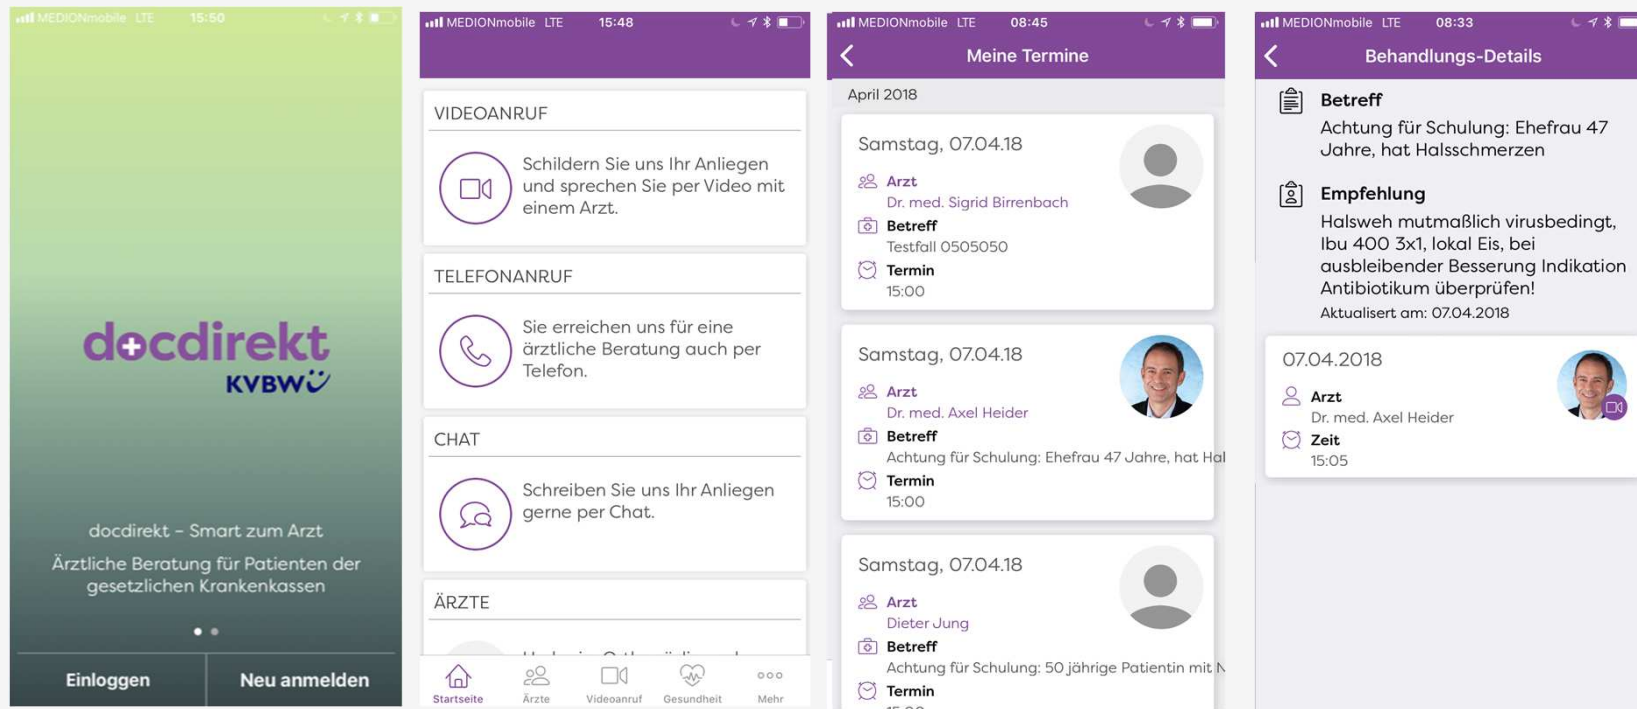 MEDIONmobile LTE 15:50
docdirekt
KVBW
docdirekt – Smart zum Arzt
Ärztliche Beratung für Patienten der
gesetzlichen Krankenkassen
Einloggen Neu anmelden
MEDIONmobile LTE 15:48
VIDEOANRUF
Schildern Sie uns Ihr Anliegen
und sprechen Sie per Video mit
einem Arzt.
TELEFONANRUF
Sie erreichen uns für eine
ärztliche Beratung auch per
Telefon.
CHAT
Schreiben Sie uns Ihr Anliegen
gerne per Chat.
ÄRZTE
Startseite Ärzte Videoanruf Gesundheit Mehr
MEDIONmobile LTE 08:45
Meine Termine
April 2018
Samstag, 07.04.18
Arzt
Dr. med. Sigrid Birrenbach
Betreff
Testfall 0505050
Termin
15:00
Samstag, 07.04.18
Arzt
Dr. med. Axel Heider
Betreff
Achtung für Schulung: Ehefrau 47 Jahre, hat Hal
Termin
15:00
Samstag, 07.04.18
Arzt
Dieter Jung
Betreff
Achtung für Schulung: 50 jährige Patientin mit N
Termin
MEDIONmobile LTE 08:33
Behandlungs-Details
Betreff
Achtung für Schulung: Ehefrau 47
Jahre, hat Halsschmerzen
Empfehlung
Halsweh mutmaßlich virusbedingt,
Ibu 400 3x1, lokal Eis, bei
ausbleibender Besserung Indikation
Antibiotikum überprüfen!
Aktualisert am: 07.04.2018
07.04.2018
Arzt
Dr. med. Axel Heider
Zeit
15:05